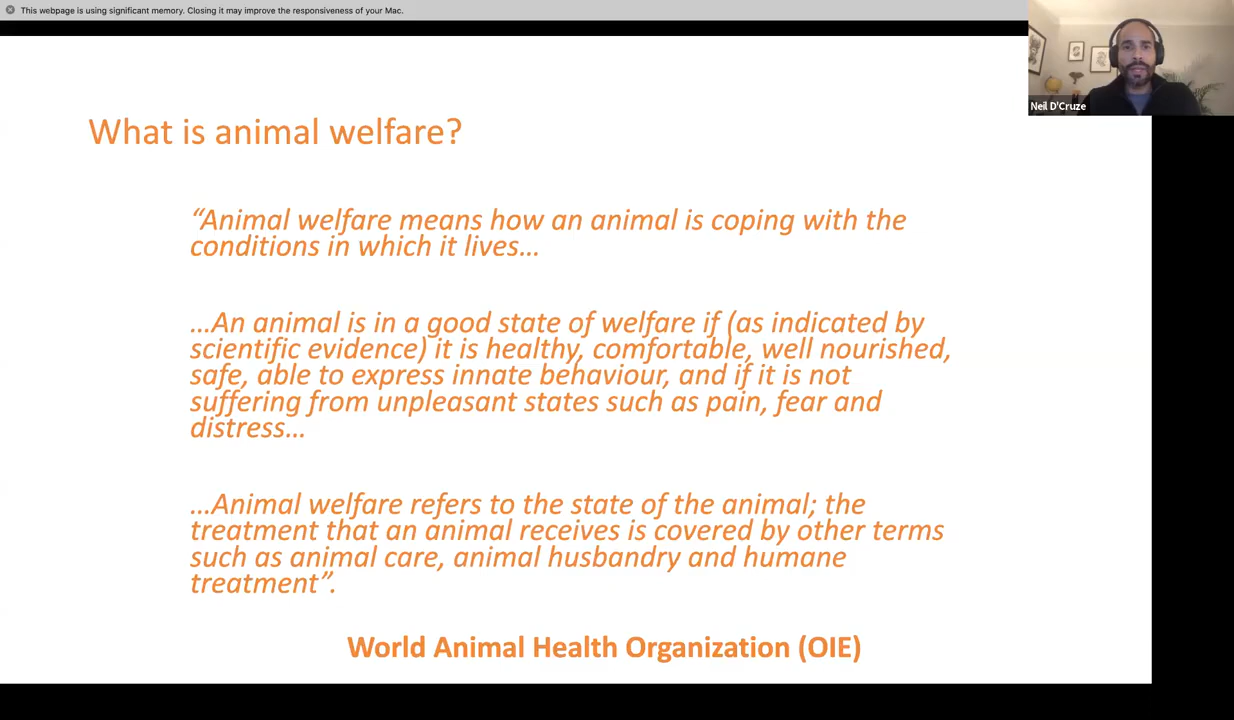 This webpage is using significant memory. Closing it may improve the responsiveness of your Mac.
Neil D'Cruze
What is animal welfare?
“Animal welfare means how an animal is coping with the
conditions in which it lives…
…An animal is in a good state of welfare if (as indicated by
scientific evidence) it is healthy, comfortable, well nourished,
safe, able to express innate behaviour, and if it is not
suffering from unpleasant states such as pain, fear and
distress…
…Animal welfare refers to the state of the animal; the
treatment that an animal receives is covered by other terms
such as animal care, animal husbandry and humane
treatment”.
World Animal Health Organization (OIE)